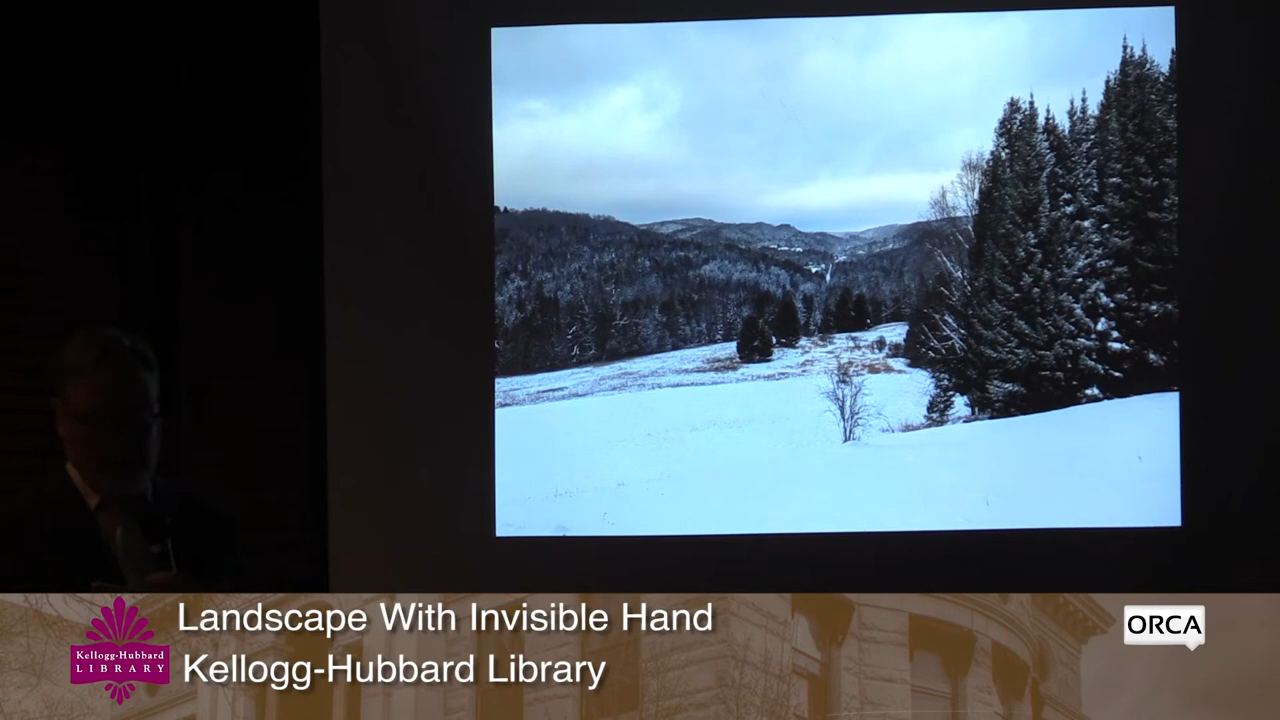 Landscape With Invisible Hand
Kellogg-Hubbard Library
Kellogg-Hubbard
LIBRARY
ORCA